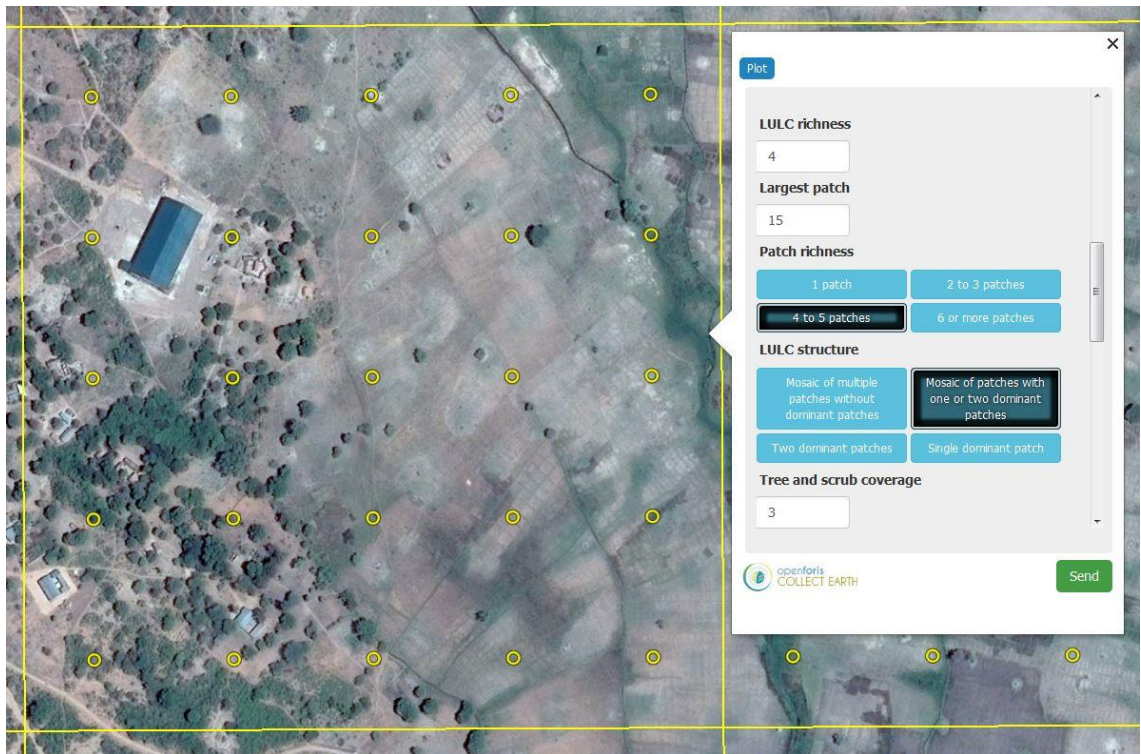 ×
Plot
LULC richness
4
Largest patch
15
Patch richness
1 patch
2 to 3 patches
4 to 5 patches
6 or more patches
LULC structure
Mosaic of multiple
patches without
dominant patches
Mosaic of patches with
one or two dominant
patches
Two dominant patches
Single dominant patch
Tree and scrub coverage
3
openforis
COLLECT EARTH
Send